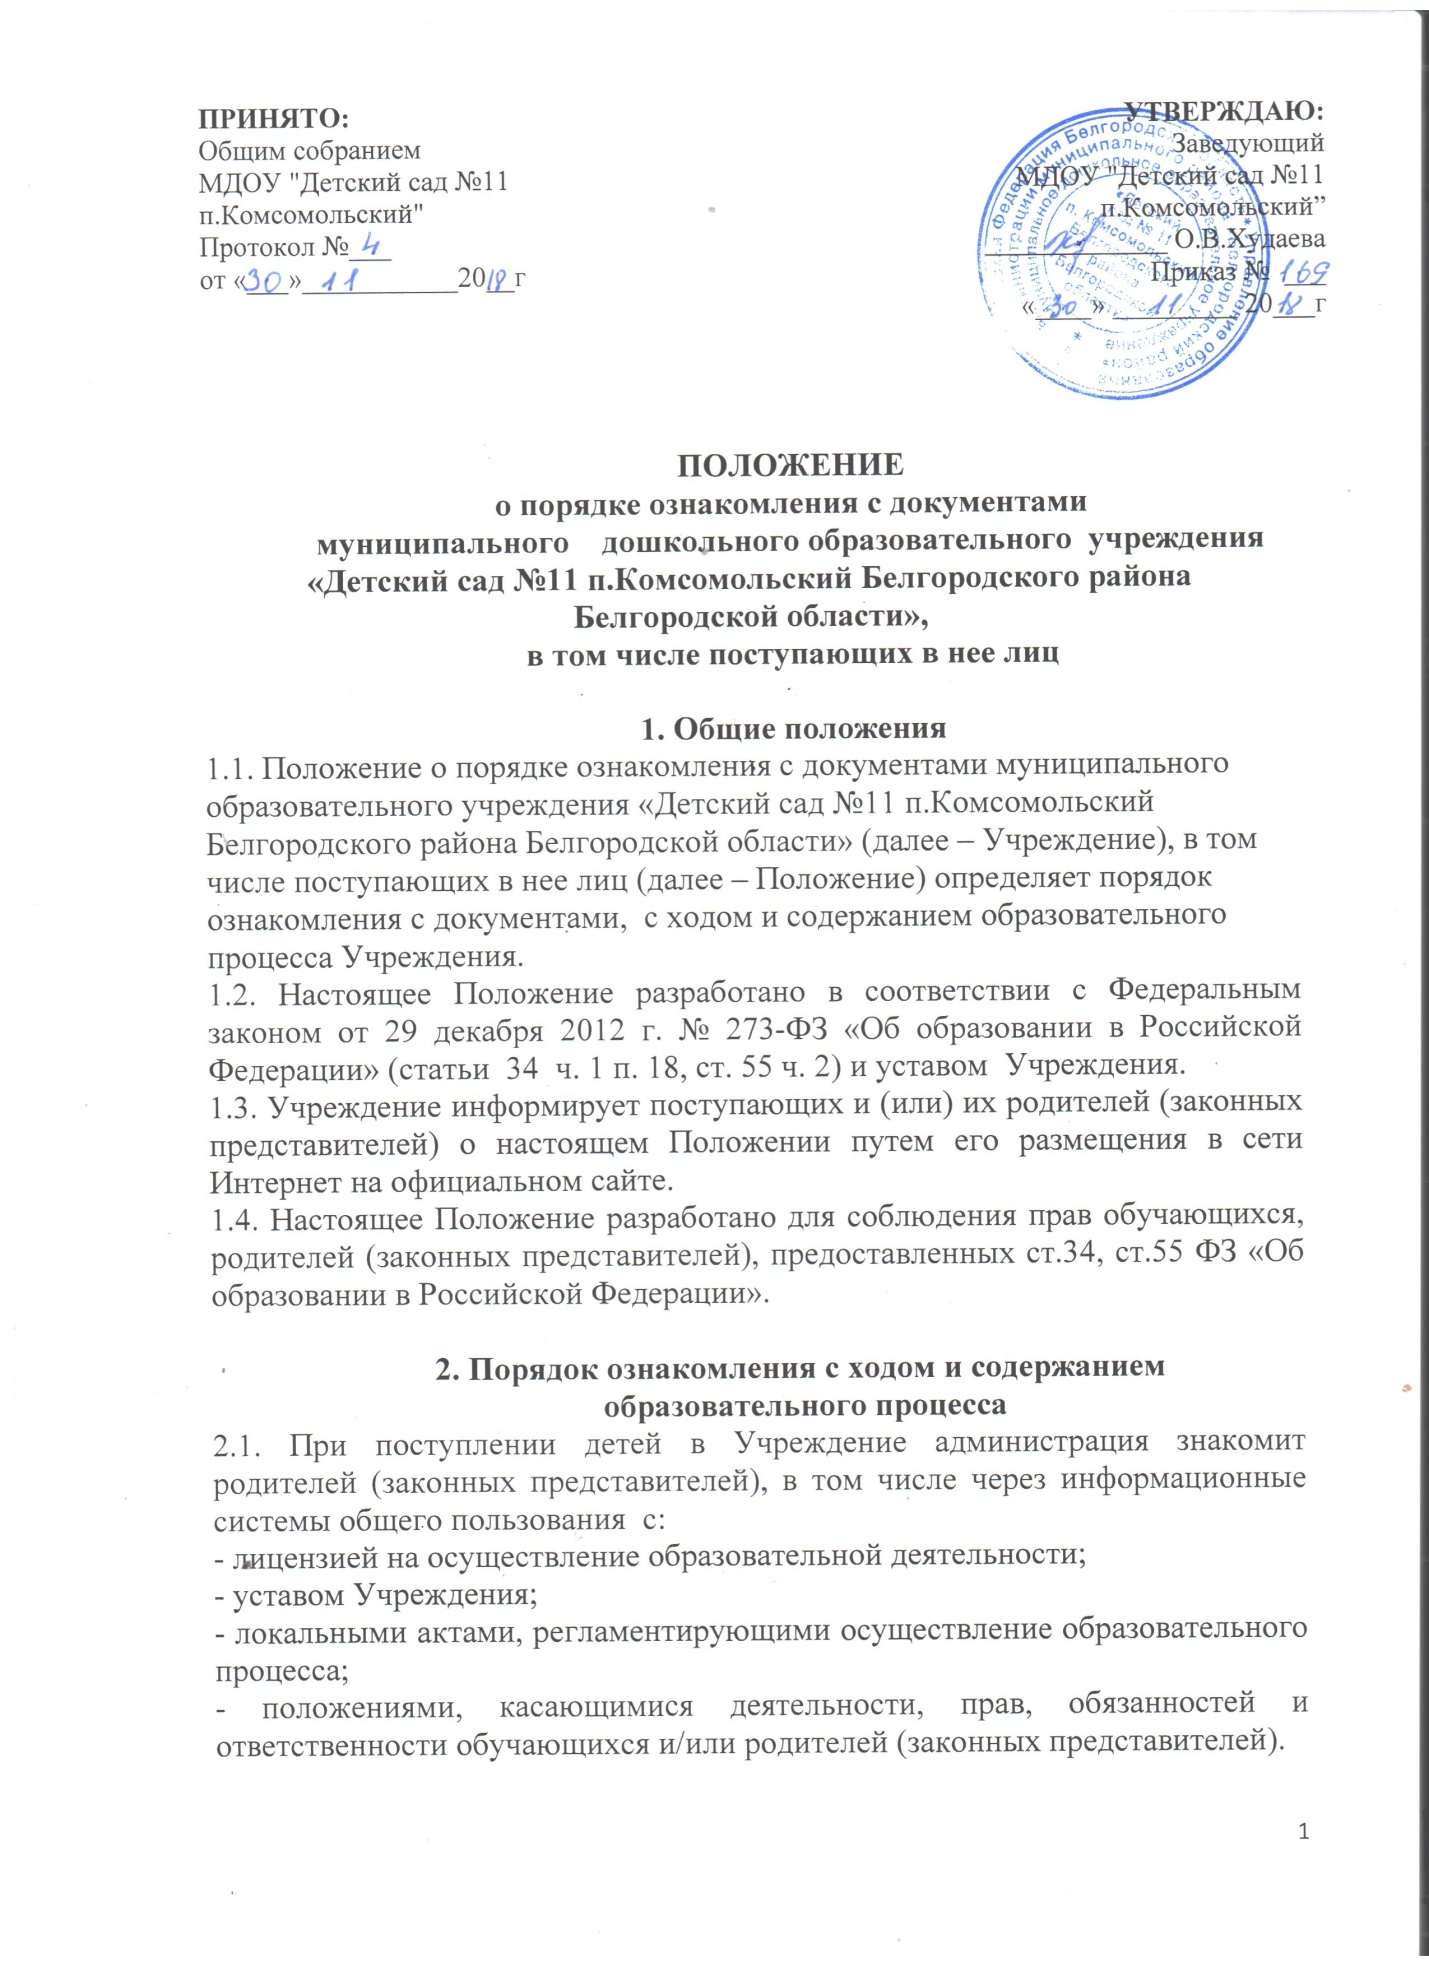 ПРИНЯТО:
Общим собранием
МДОУ "Детский сад №11
п.Комсомольский"
Протокол № 4
от «30» 11 2018 г
УТВЕРЖДАЮ:
Заведующий
МДОУ "Детский сад №11
п.Комсомольский”
О.В.Худаева
Приказ № 169
«30» 11 2018 г
ПОЛОЖЕНИЕ
о порядке ознакомления с документами
муниципального дошкольного образовательного учреждения
«Детский сад №11 п.Комсомольский Белгородского района
Белгородской области»,
в том числе поступающих в нее лиц
1. Общие положения
1.1. Положение о порядке ознакомления с документами муниципального
образовательного учреждения «Детский сад №11 п.Комсомольский
Белгородского района Белгородской области» (далее – Учреждение), в том
числе поступающих в нее лиц (далее – Положение) определяет порядок
ознакомления с документами, с ходом и содержанием образовательного
процесса Учреждения.
1.2. Настоящее Положение разработано в соответствии с Федеральным
законом от 29 декабря 2012 г. № 273-ФЗ «Об образовании в Российской
Федерации» (статьи 34 ч. 1 п. 18, ст. 55 ч. 2) и уставом Учреждения.
1.3. Учреждение информирует поступающих и (или) их родителей (законных
представителей) о настоящем Положении путем его размещения в сети
Интернет на официальном сайте.
1.4. Настоящее Положение разработано для соблюдения прав обучающихся,
родителей (законных представителей), предоставленных ст.34, ст.55 ФЗ «Об
образовании в Российской Федерации».
2. Порядок ознакомления с ходом и содержанием
образовательного процесса
2.1. При поступлении детей в Учреждение администрация знакомит
родителей (законных представителей), в том числе через информационные
системы общего пользования с:
- лицензией на осуществление образовательной деятельности;
- уставом Учреждения;
- локальными актами, регламентирующими осуществление образовательного
процесса;
- положениями, касающимися деятельности, прав, обязанностей и
ответственности обучающихся и/или родителей (законных представителей).
1